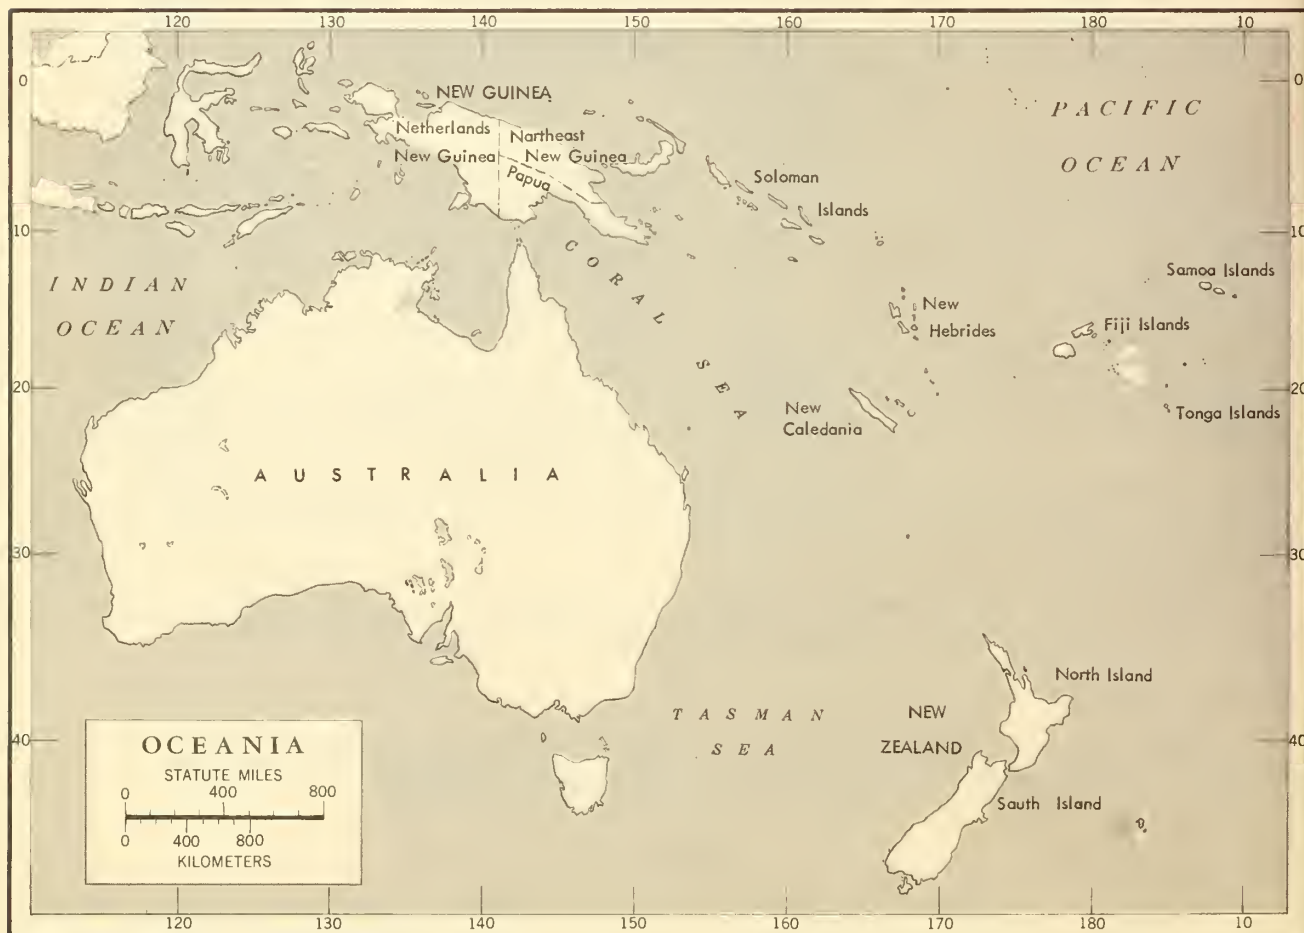 120 130 140 150 160 170 180 10
0 0
NEW GUINEA
PACIFIC
Netherlands Nartheast
OCEAN
New Guinea New Guinea
Papua
Soloman
Islands
10 10
CORAL SEA
INDIAN
OCEAN
Samoa Islands
New
Hebrides
Fiji Islands
20 20
New
Caledania
Tonga Islands
AUSTRALIA
30 30
North Island
TASMAN
SEA
NEW
ZEALAND
40 40
Sauth Island
OCEANIA
STATUTE MILES
0 400 800
0 400 800
KILOMETERS
120 130 140 150 160 170 180 10